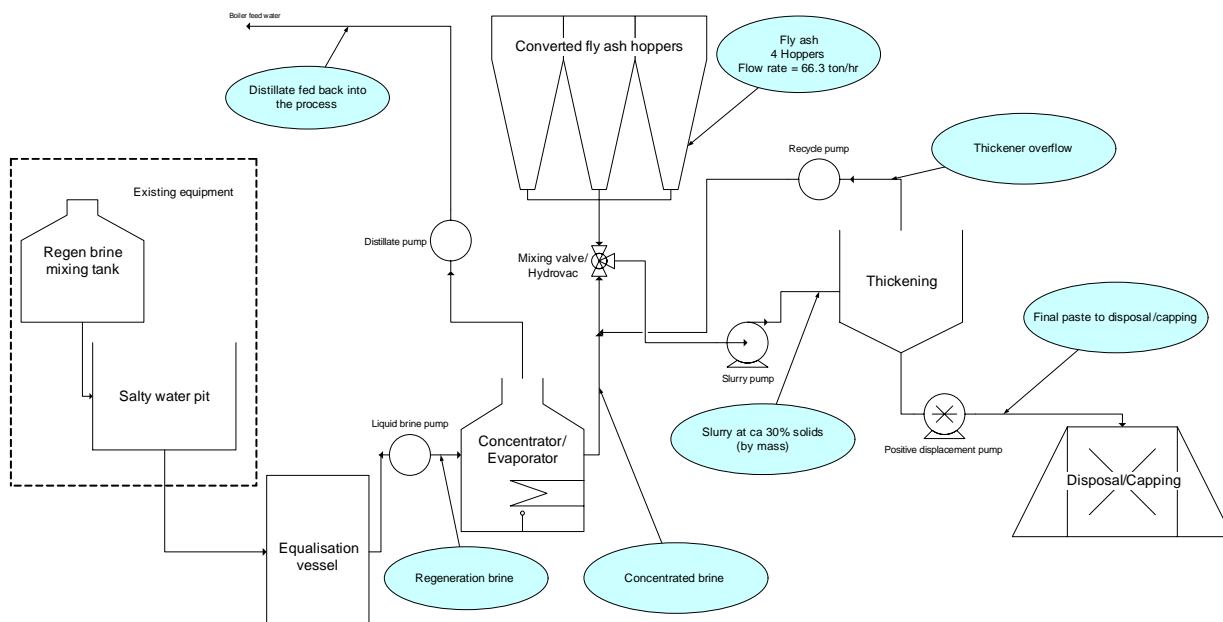 Boiler feed water
Converted fly ash hoppers
Fly ash
4 Hoppers
Flow rate = 66.3 ton/hr
Distillate fed back into
the process
Recycle pump
Thickener overflow
Existing equipment
Regen brine
mixing tank
Distillate pump
Mixing valve/
Hydrovac
Thickening
Final paste to disposal/capping
Slurry pump
Salty water pit
Liquid brine pump
Concentrator/
Evaporator
Slurry at ca 30% solids
(by mass)
Positive displacement pump
Disposal/Capping
Equalisation
vessel
Regeneration brine
Concentrated brine